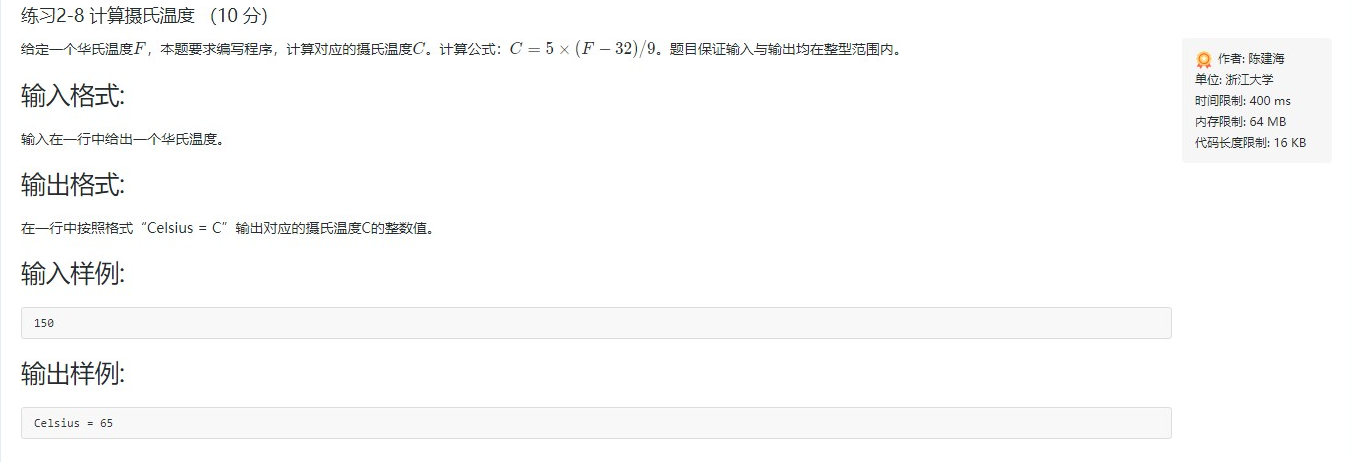 练习2-8 计算摄氏温度 (10 分)
给定一个华氏温度F，本题要求编写程序，计算对应的摄氏温度C。计算公式：C = 5 × (F − 32)/9。题目保证输入与输出均在整型范围内。
作者: 陈建海
单位: 浙江大学
时间限制: 400 ms
内存限制: 64 MB
代码长度限制: 16 KB
输入格式:
输入在一行中给出一个华氏温度。
输出格式:
在一行中按照格式“Celsius = C”输出对应的摄氏温度C的整数值。
输入样例:
150
输出样例:
Celsius = 65